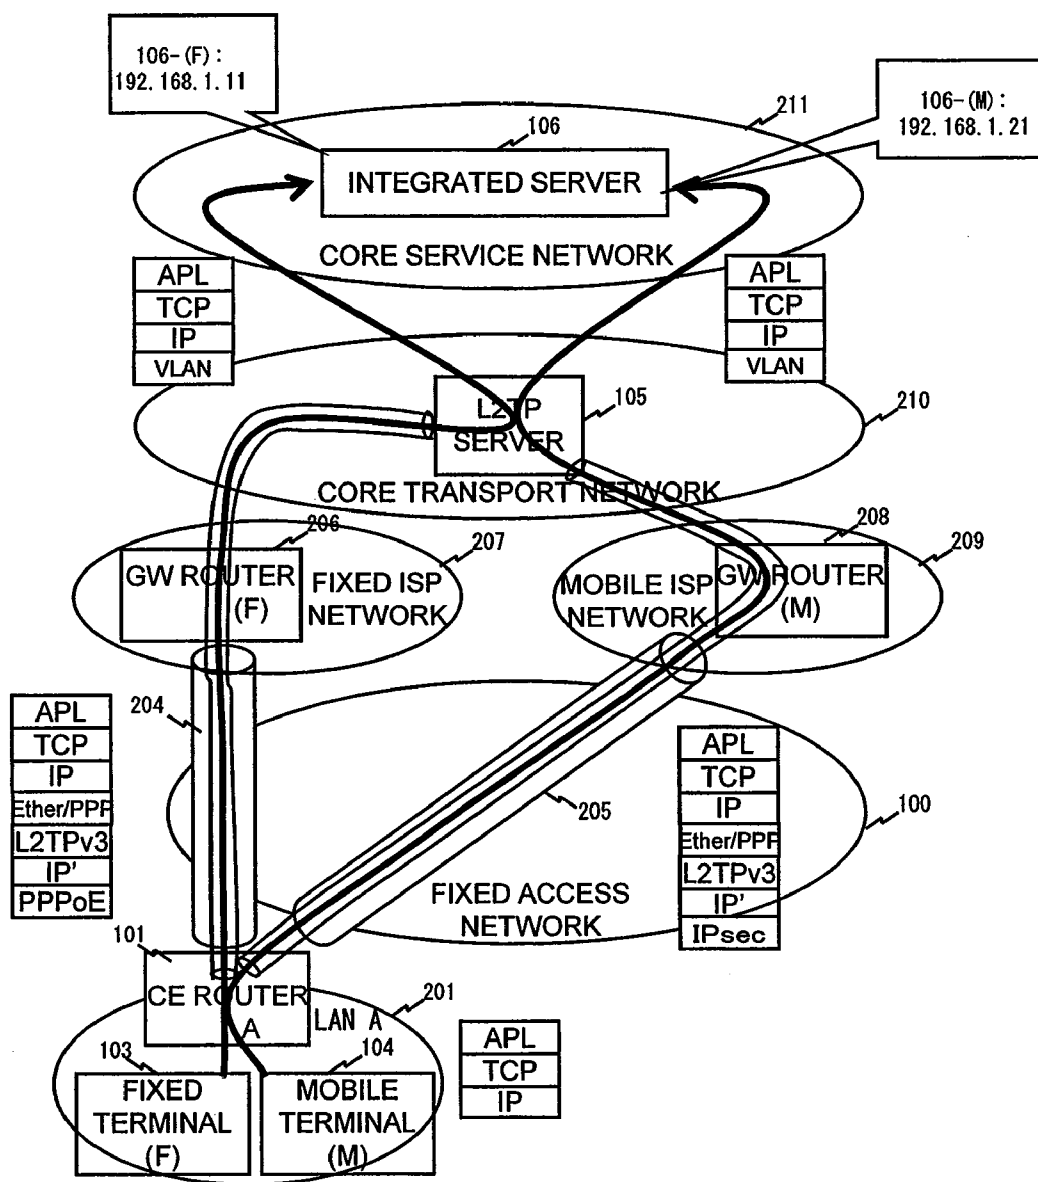 106-(F):
192.168.1.11
106
211
106-(M):
192.168.1.21
INTEGRATED SERVER
CORE SERVICE NETWORK
APL
TCP
IP
VLAN
APL
TCP
IP
VLAN
L2TP
SERVER
105
210
CORE TRANSPORT NETWORK
206
207
GW ROUTER
(F)
FIXED ISP
NETWORK
208
209
MOBILE ISP
NETWORK
GW ROUTER
(M)
204
APL
TCP
IP
Ether/PPP
L2TPv3
IP'
PPPoE
205
100
APL
TCP
IP
Ether/PPP
L2TPv3
IP'
IPsec
FIXED ACCESS
NETWORK
101
CE ROUTER
A
LAN A
201
103
FIXED
TERMINAL
(F)
104
MOBILE
TERMINAL
(M)
APL
TCP
IP